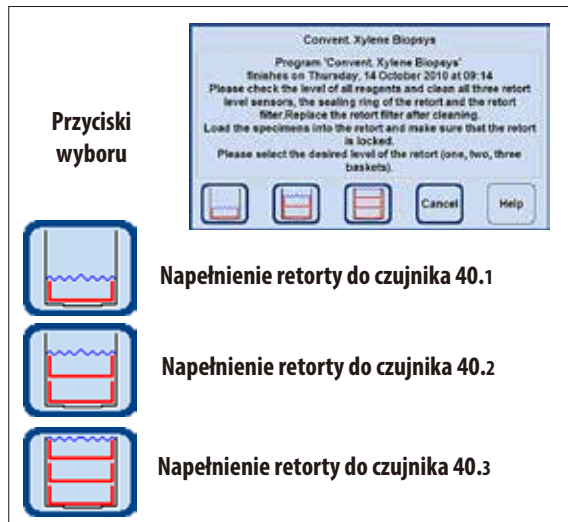 Convent. Xylene Biopsys
Program 'Convent. Xylene Biopsys'
finishes on Thursday, 14 October 2010 at 09:14
Please check the level of all reagents and clean all three retort
level sensors, the sealing ring of the retort and the retort
filter.Replace the retort filter after cleaning.
Load the specimens into the retort and make sure that the retort
is locked.
Please select the desired level of the retort (one, two, three
baskets).
Cancel
Help
Przyciski
wyboru
Napełnienie retorty do czujnika 40.1
Napełnienie retorty do czujnika 40.2
Napełnienie retorty do czujnika 40.3